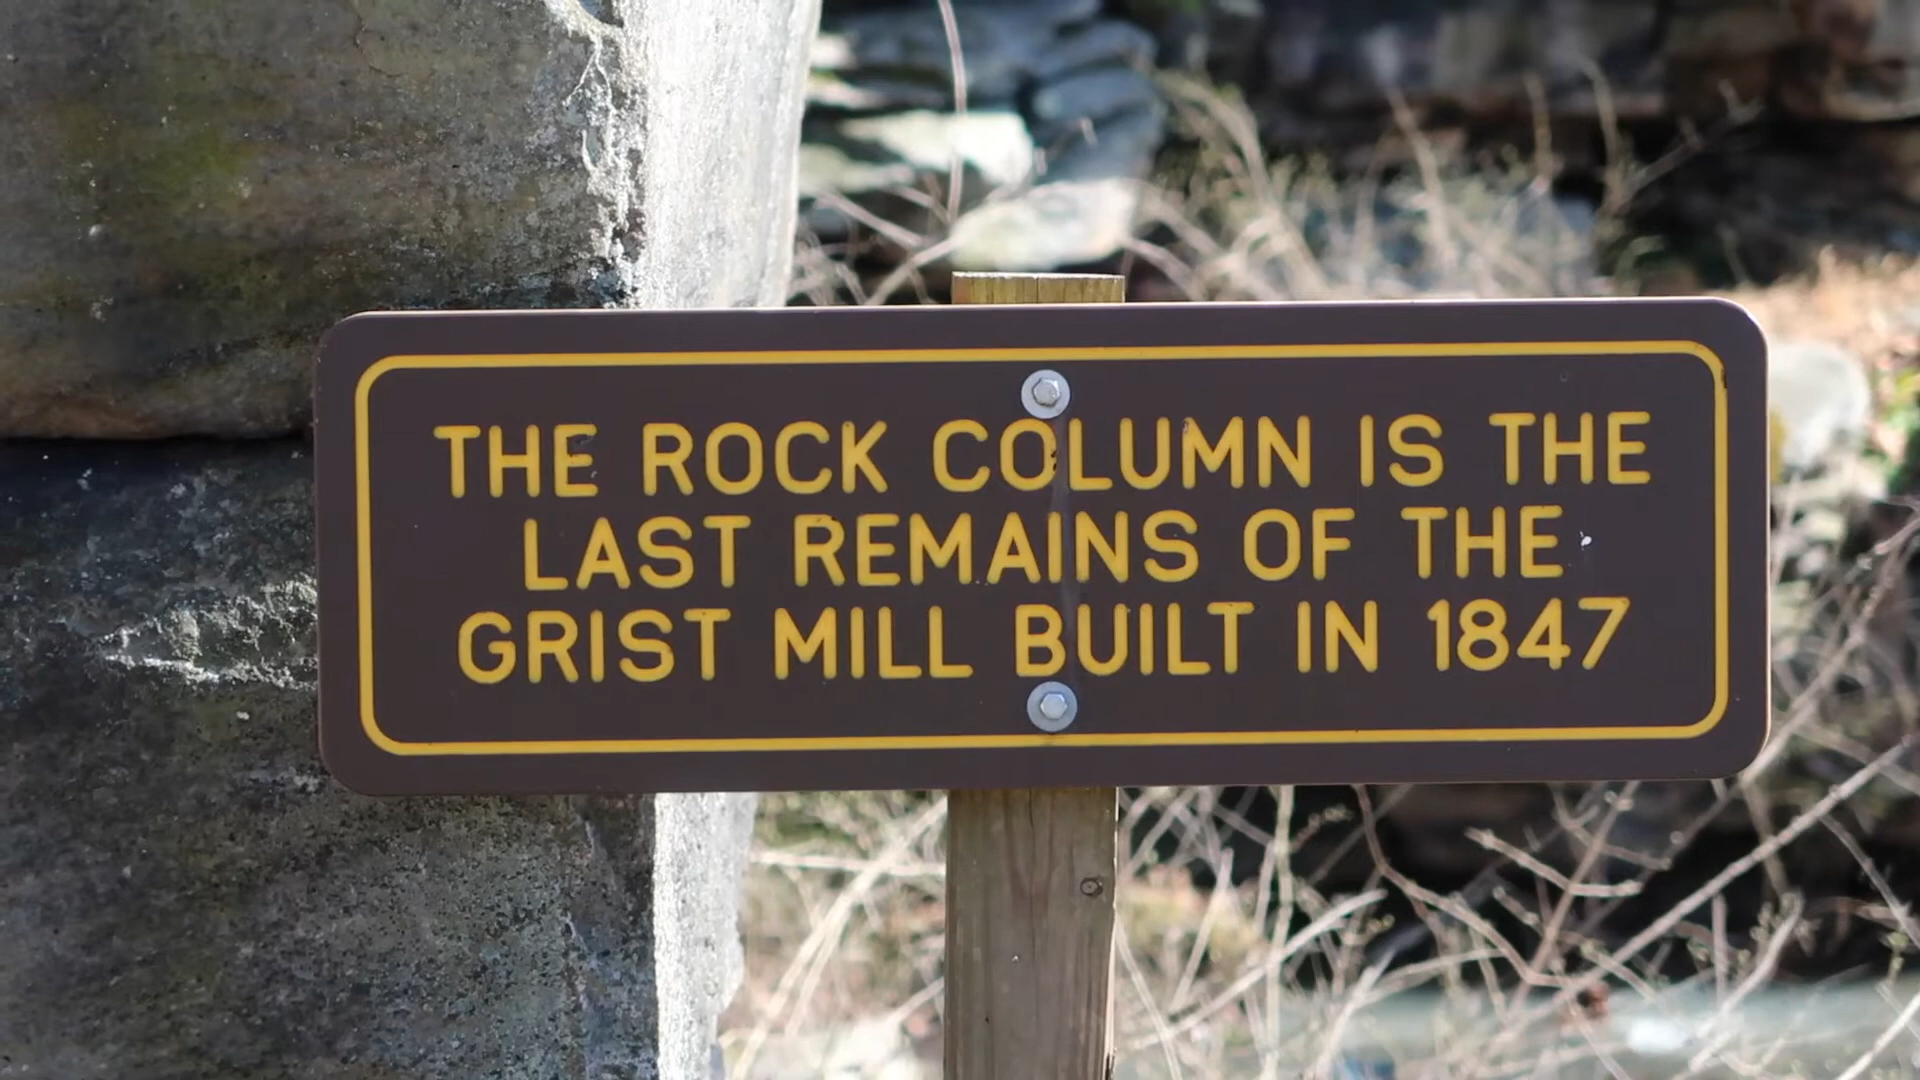 THE ROCK COLUMN IS THE
LAST REMAINS OF THE
GRIST MILL BUILT IN 1847